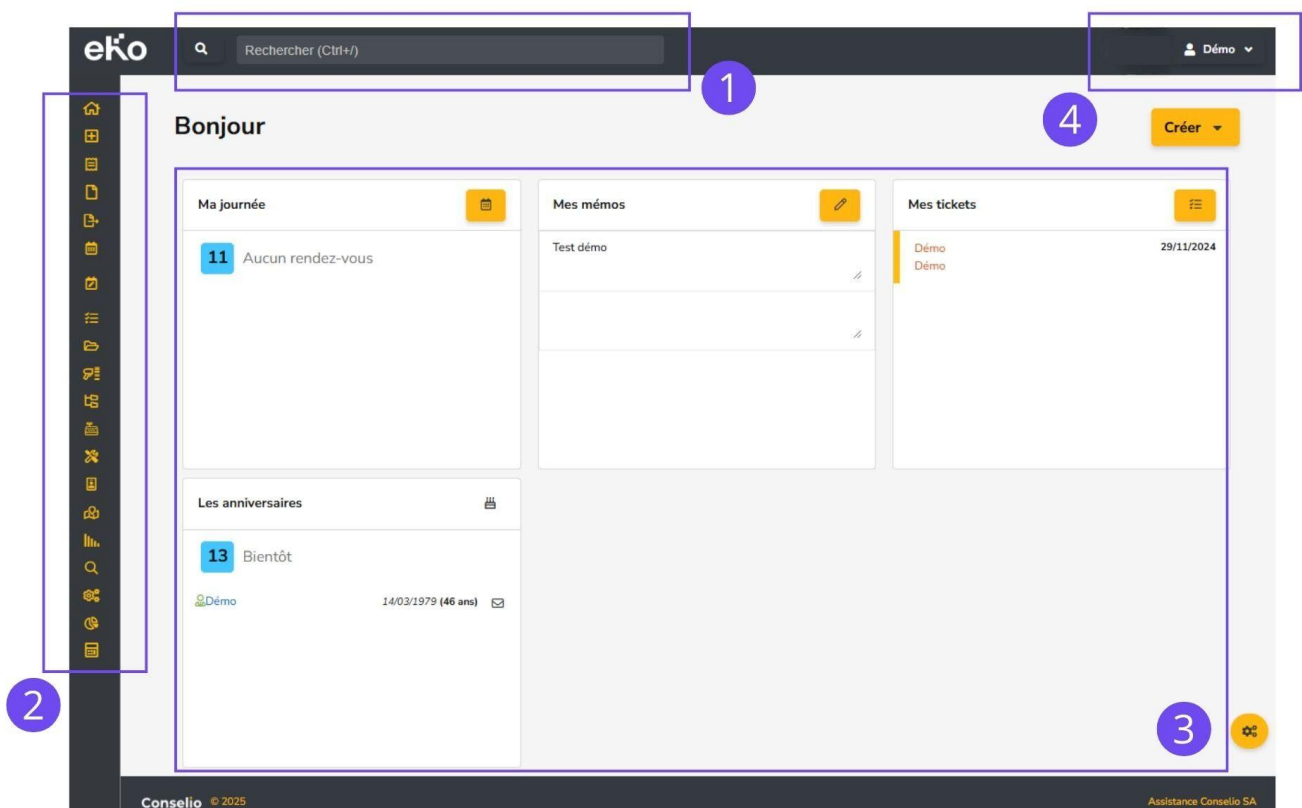 eKo
Rechercher (Ctrl+/)
Démo
1
4
Bonjour
Créer
Ma journée
11 Aucun rendez-vous
Mes mémos
Test démo
Mes tickets
Démo 29/11/2024
Démo
Les anniversaires
13 Bientôt
Démo 14/03/1979 (46 ans)
2
3
Conselio © 2025
Assistance Conselio SA